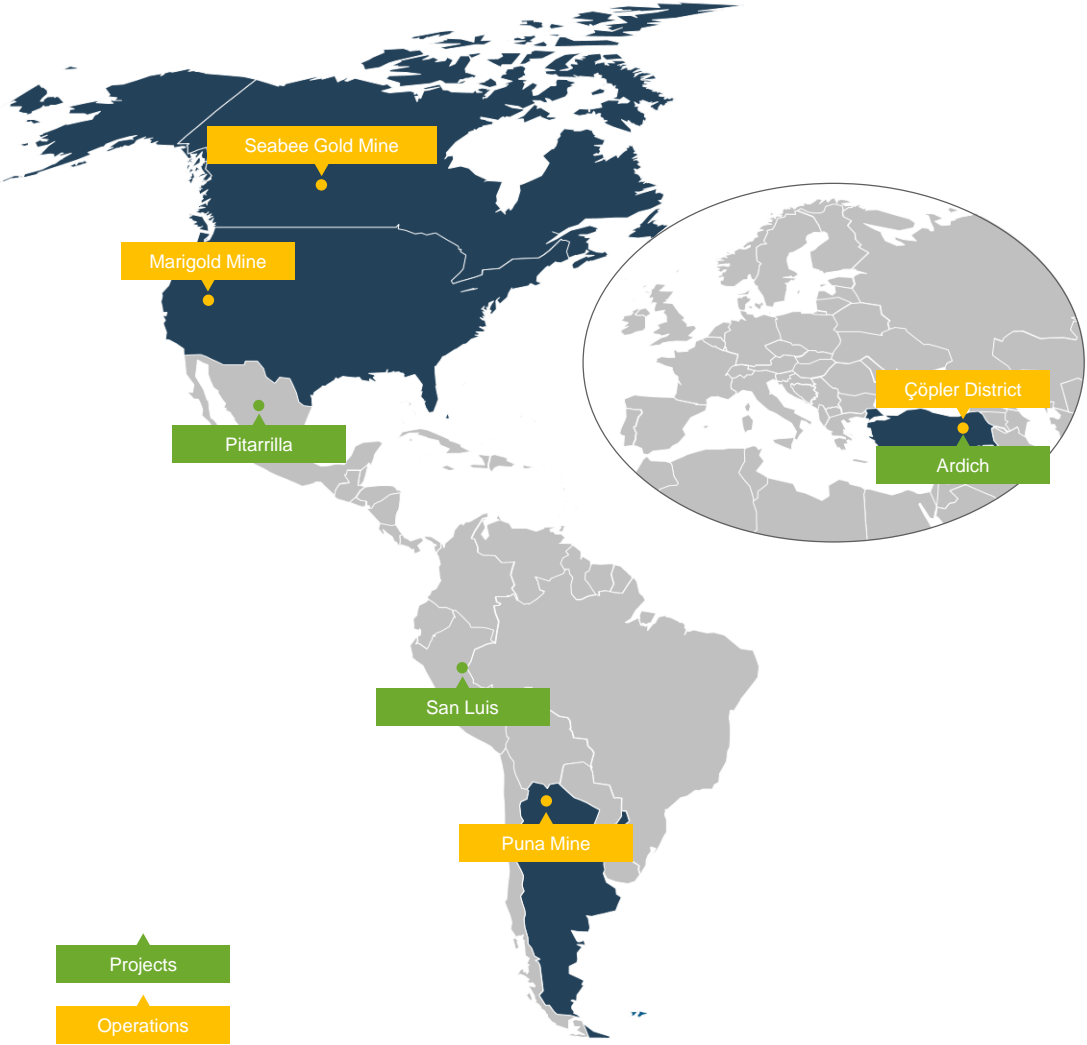 Seabee Gold Mine
Marigold Mine
Çöpler District
Pitarrilla
Ardich
San Luis
Puna Mine
Projects
Operations